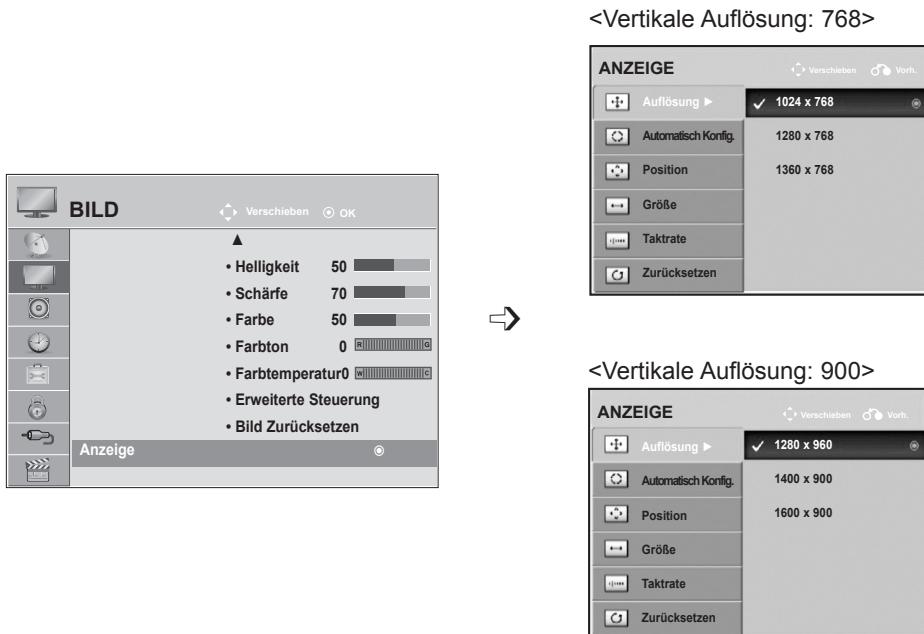 <Vertikale Auflösung: 768>
ANZEIGE
Verschieben
Vorh.
Auflösung ►
✓ 1024 x 768
Automatisch Konfig.
1280 x 768
Position
1360 x 768
Größe
Taktrate
Zurücksetzen
BILD
Verschieben
OK
▲
• Helligkeit 50
• Schärfe 70
• Farbe 50
• Farbton 0 R G
• Farbtemperatur0 W C
• Erweiterte Steuerung
• Bild Zurücksetzen
Anzeige
<Vertikale Auflösung: 900>
ANZEIGE
Verschieben
Vorh.
Auflösung ►
✓ 1280 x 960
Automatisch Konfig.
1400 x 900
Position
1600 x 900
Größe
Taktrate
Zurücksetzen